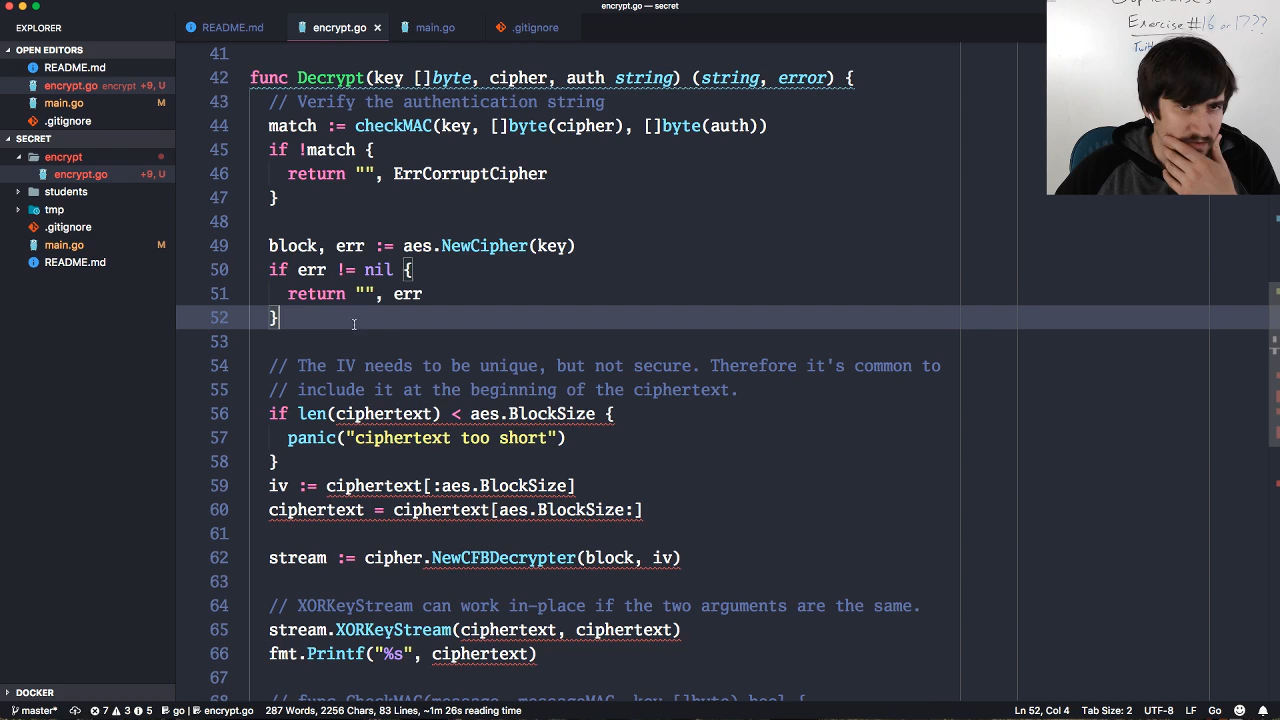 encrypt.go — secret
EXPLORER
OPEN EDITORS
README.md
encrypt.go encrypt +9, U
main.go M
.gitignore
SECRET
encrypt
encrypt.go +9, U
students
tmp
.gitignore
main.go M
README.md
DOCKER
README.md encrypt.go × main.go .gitignore
41
42 func Decrypt(key []byte, cipher, auth string) (string, error) {
43 // Verify the authentication string
44 match := checkMAC(key, []byte(cipher), []byte(auth))
45 if !match {
46 return "", ErrCorruptCipher
47 }
48
49 block, err := aes.NewCipher(key)
50 if err != nil {
51 return "", err
52 }
53
54 // The IV needs to be unique, but not secure. Therefore it's common to
55 // include it at the beginning of the ciphertext.
56 if len(ciphertext) < aes.BlockSize {
57 panic("ciphertext too short")
58 }
59 iv := ciphertext[:aes.BlockSize]
60 ciphertext = ciphertext[aes.BlockSize:]
61
62 stream := cipher.NewCFBDecrypter(block, iv)
63
64 // XORKeyStream can work in-place if the two arguments are the same.
65 stream.XORKeyStream(ciphertext, ciphertext)
66 fmt.Printf("%s", ciphertext)
67
68 // func CheckMAC(message, messageMAC, key []byte) bool {
Exercise #16 or 17???
master* 7 3 5 go encrypt.go 287 Words, 2256 Chars, 83 Lines, ~1m 26s reading time Ln 52, Col 4 Tab Size: 2 UTF-8 LF Go